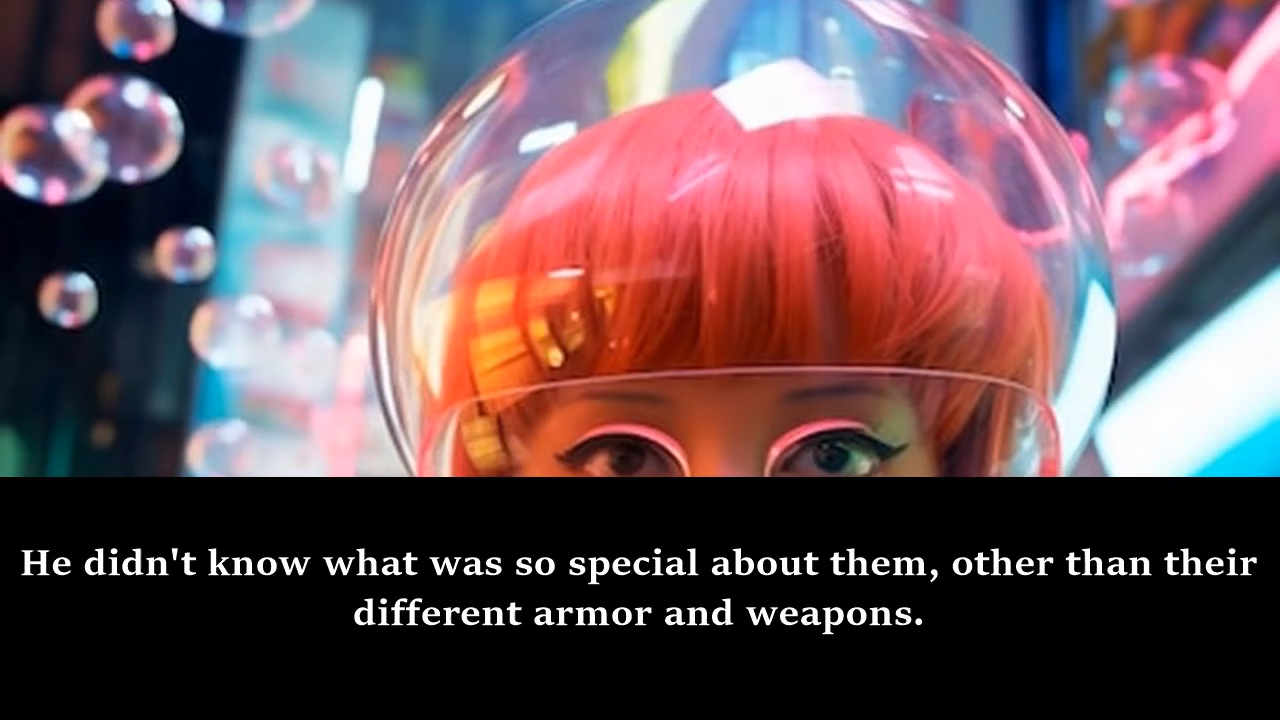 He didn't know what was so special about them, other than their
different armor and weapons.